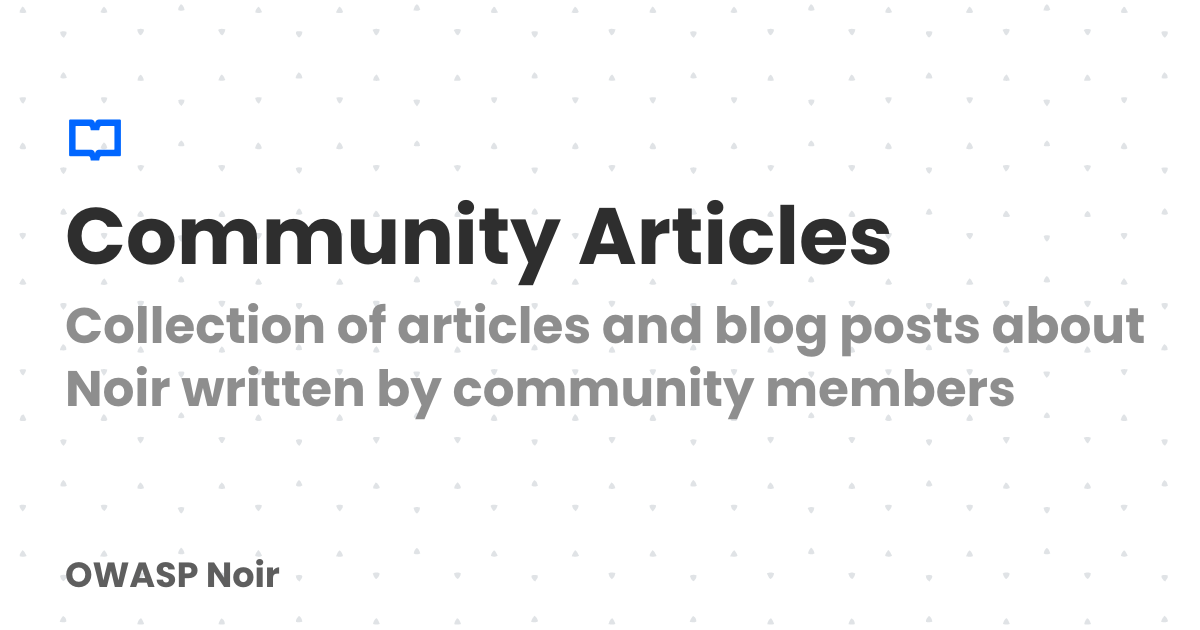 Community Articles
Collection of articles and blog posts about
Noir written by community members
OWASP Noir